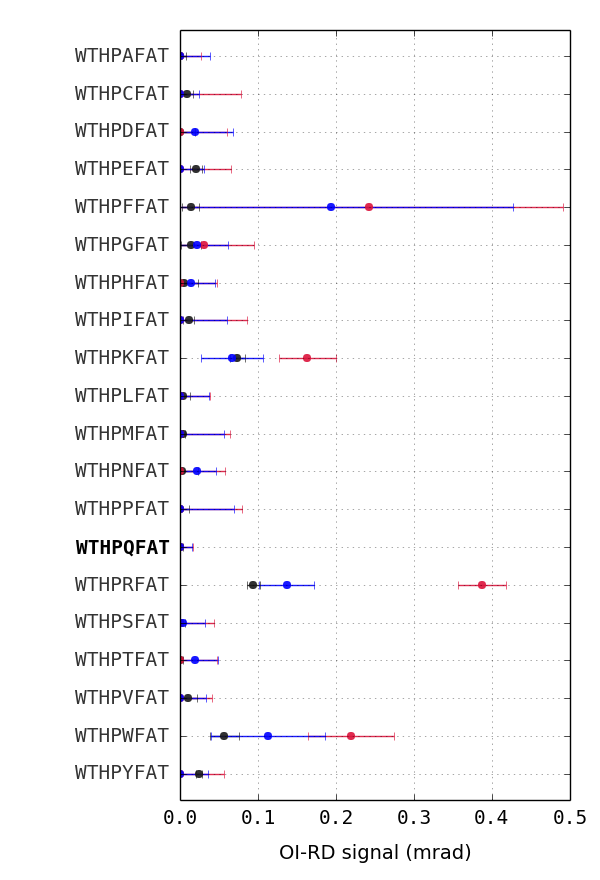 WTHPAFAT
WTHPCFAT
WTHPDFAT
WTHPEFAT
WTHPFFAT
WTHPGFAT
WTHPHFAT
WTHPIFAT
WTHPKFAT
WTHPLFAT
WTHPMFAT
WTHPNFAT
WTHPPFAT
WTHPQFAT
WTHPRFAT
WTHPSFAT
WTHPTFAT
WTHPVFAT
WTHPWFAT
WTHPYFAT
0.0 0.1 0.2 0.3 0.4 0.5
OI-RD signal (mrad)